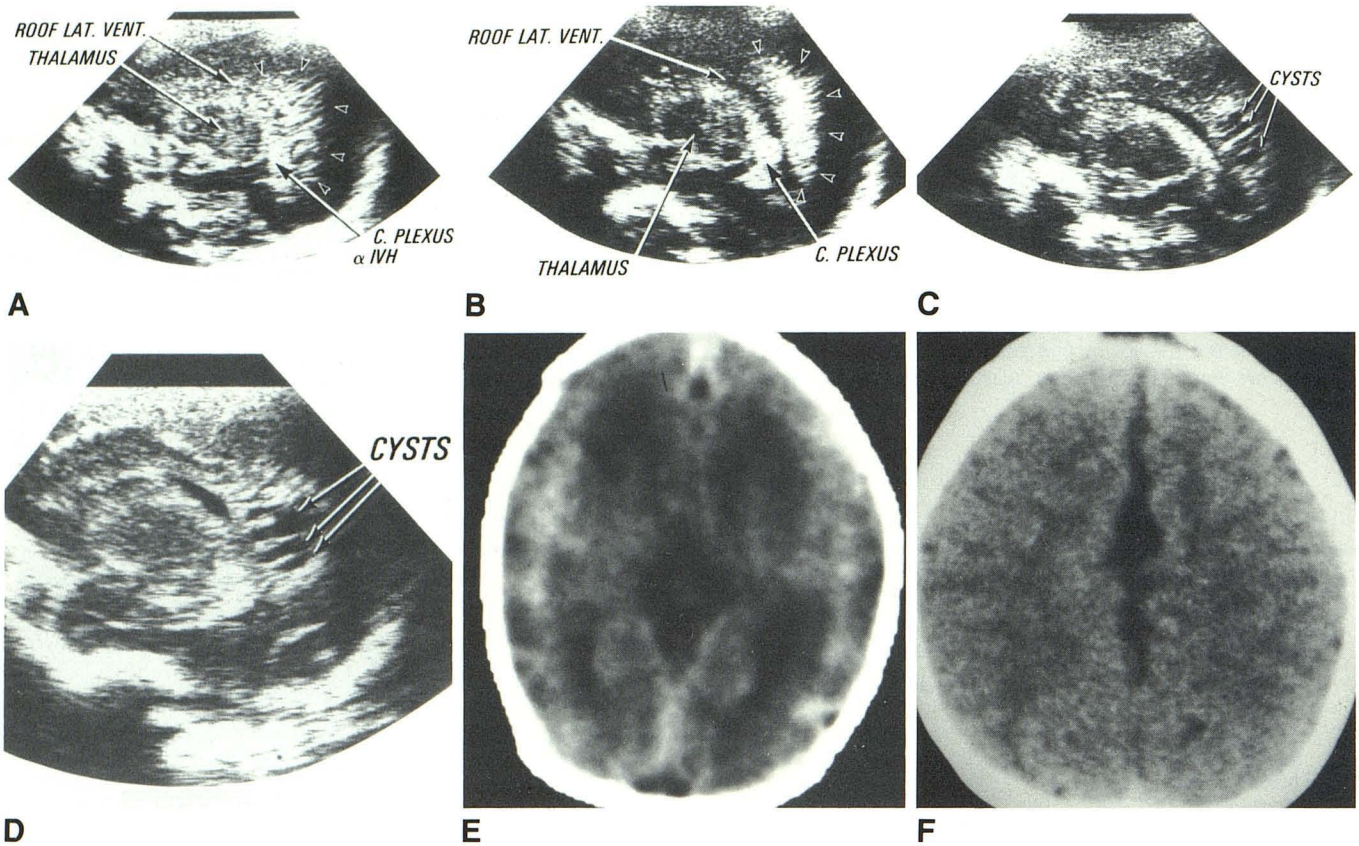 ROOF LAT. VENT.
THALAMUS
C. PLEXUS
α IVH
A
ROOF LAT. VENT.
THALAMUS
C. PLEXUS
B
CYSTS
C
CYSTS
D
E
F